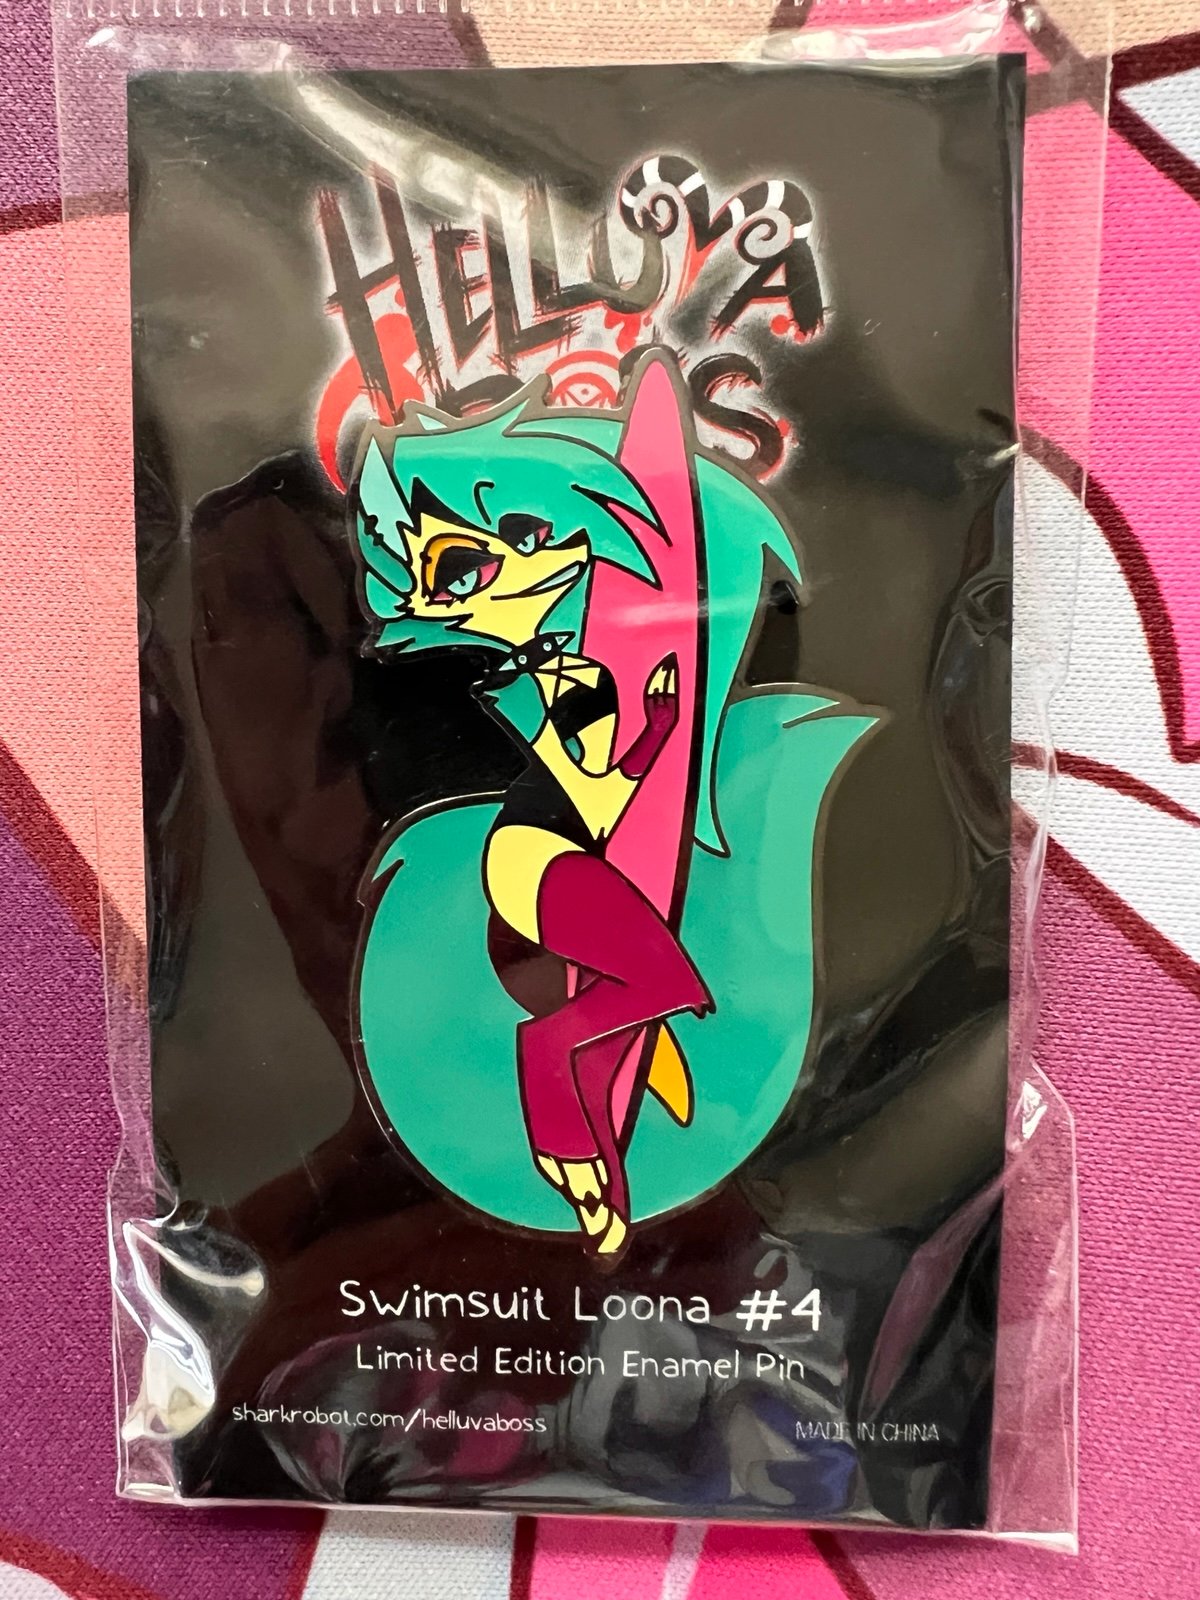 HELLUVA
BOSS
Swimsuit Loona #4
Limited Edition Enamel Pin
sharkrobot.com/helluvaboss
MADE IN CHINA